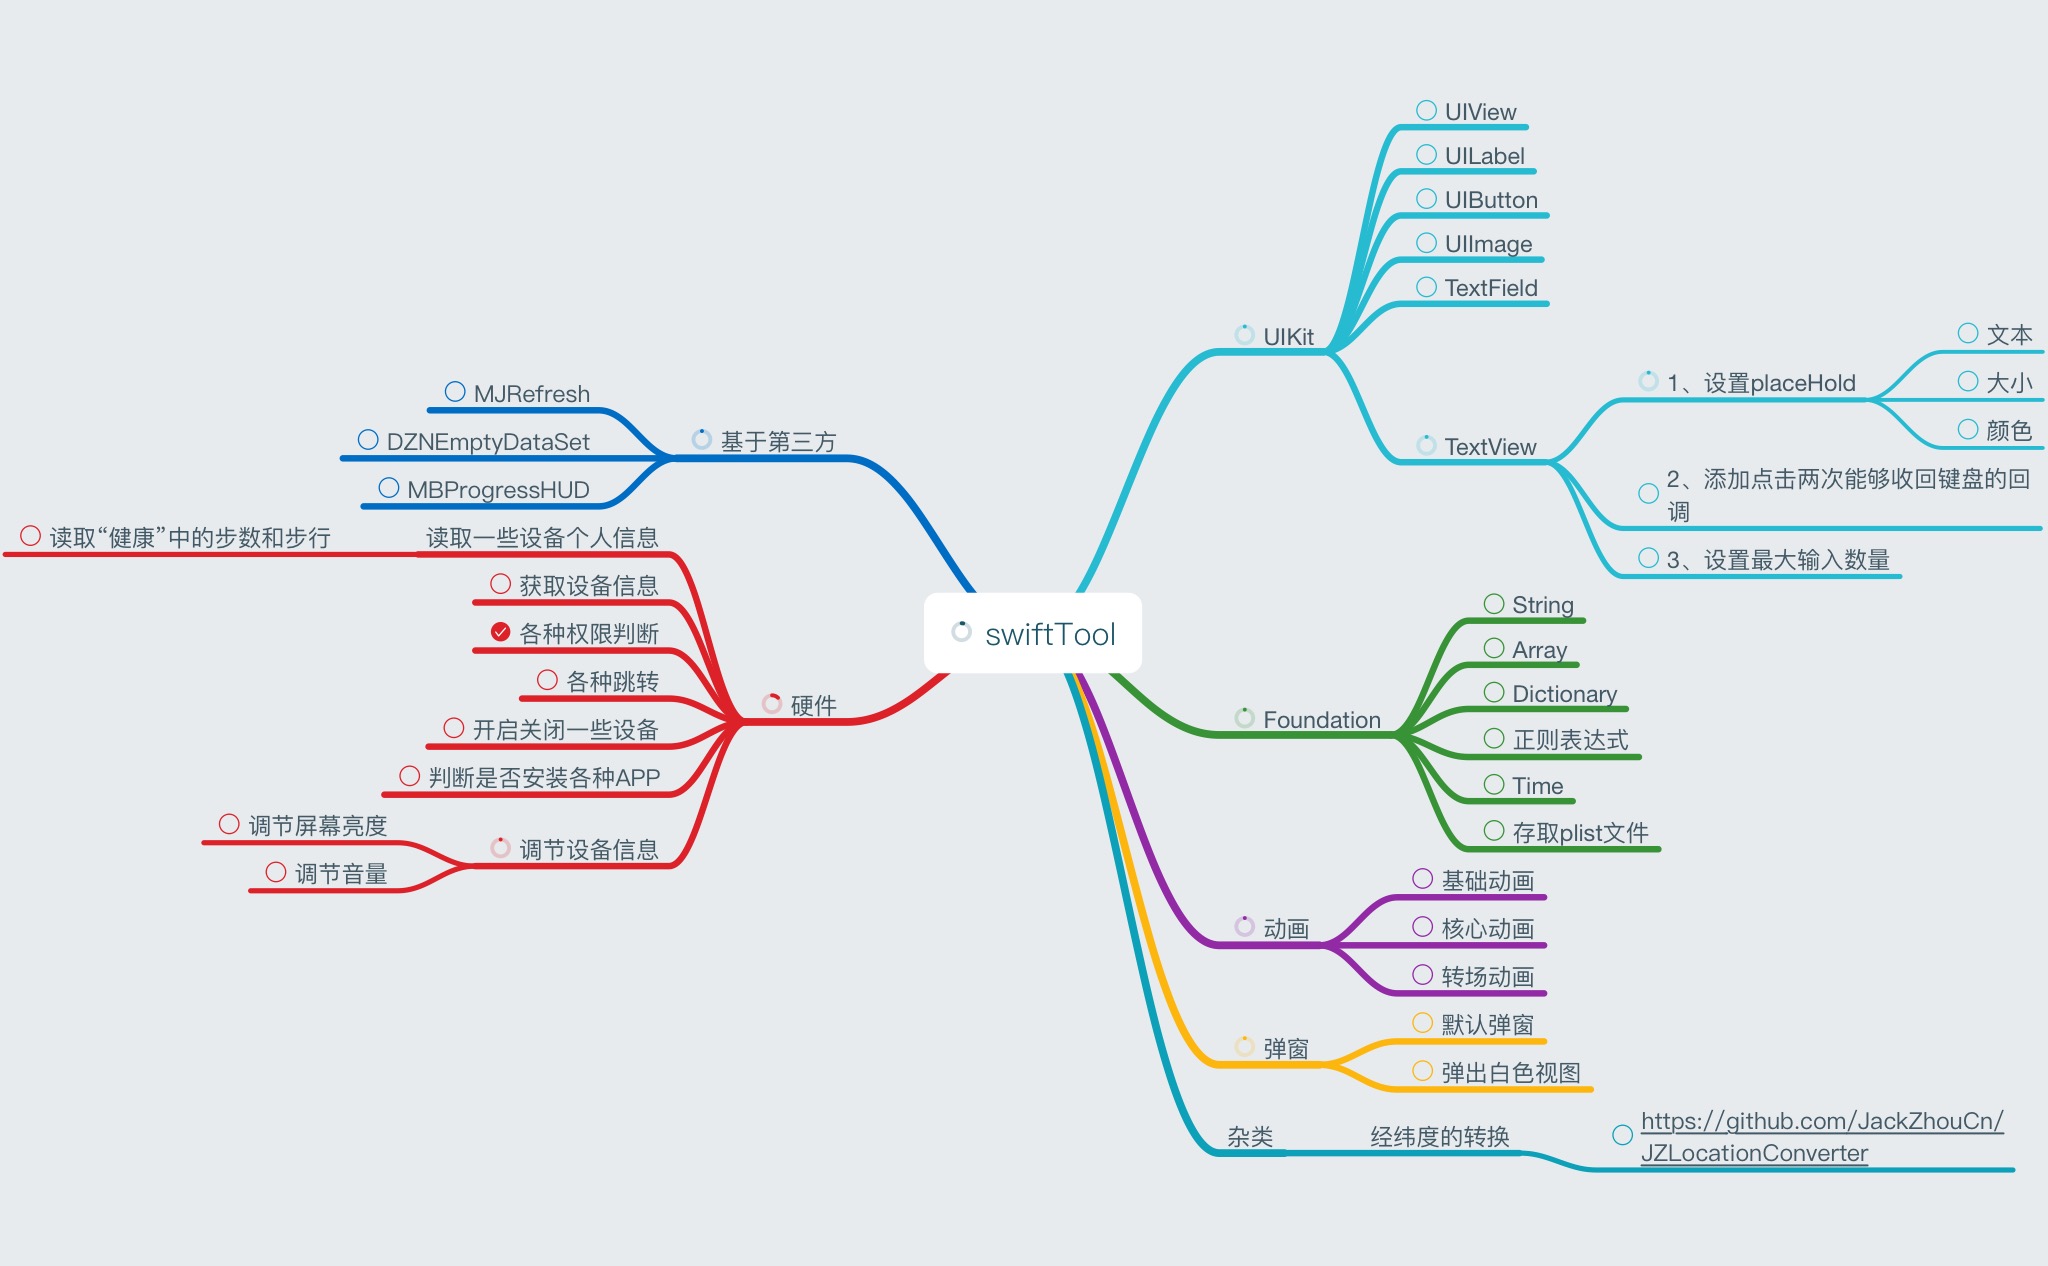 swiftTool
UIKit
UIView
UILabel
UIButton
UIImage
TextField
TextView
1、设置placeHold
文本
大小
颜色
2、添加点击两次能够收回键盘的回
调
3、设置最大输入数量
Foundation
String
Array
Dictionary
正则表达式
Time
存取plist文件
动画
基础动画
核心动画
转场动画
弹窗
默认弹窗
弹出白色视图
杂类
经纬度的转换
https://github.com/JackZhouCn/
JZLocationConverter
基于第三方
MJRefresh
DZNEmptyDataSet
MBProgressHUD
硬件
读取一些设备个人信息
读取“健康”中的步数和步行
获取设备信息
各种权限判断
各种跳转
开启关闭一些设备
判断是否安装各种APP
调节设备信息
调节屏幕亮度
调节音量